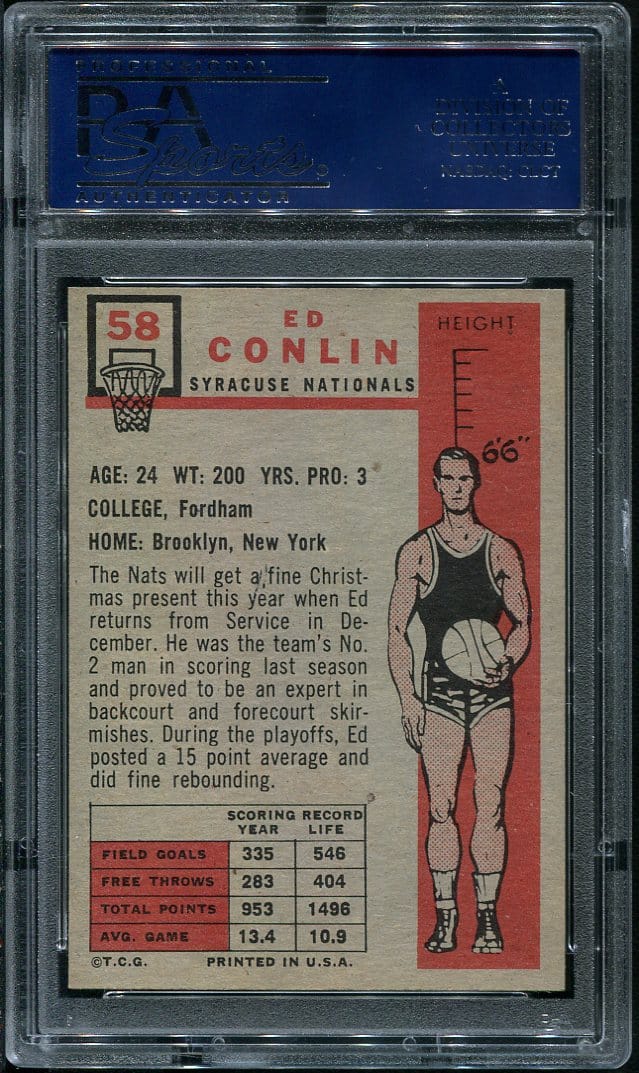 PROFESSIONAL
PSA
Sports.
AUTHENTICATOR
A
DIVISION OF
COLLECTORS
UNIVERSE
NASDAQ: CLCT
58
ED
CONLIN
SYRACUSE NATIONALS
HEIGHT
6'6"
AGE: 24 WT: 200 YRS. PRO: 3
COLLEGE, Fordham
HOME: Brooklyn, New York
The Nats will get a fine Christ-
mas present this year when Ed
returns from Service in De-
cember. He was the team's No.
2 man in scoring last season
and proved to be an expert in
backcourt and forecourt skir-
mishes. During the playoffs, Ed
posted a 15 point average and
did fine rebounding.
SCORING RECORD
YEAR LIFE
FIELD GOALS 335 546
FREE THROWS 283 404
TOTAL POINTS 953 1496
AVG. GAME 13.4 10.9
©T.C.G. PRINTED IN U.S.A.